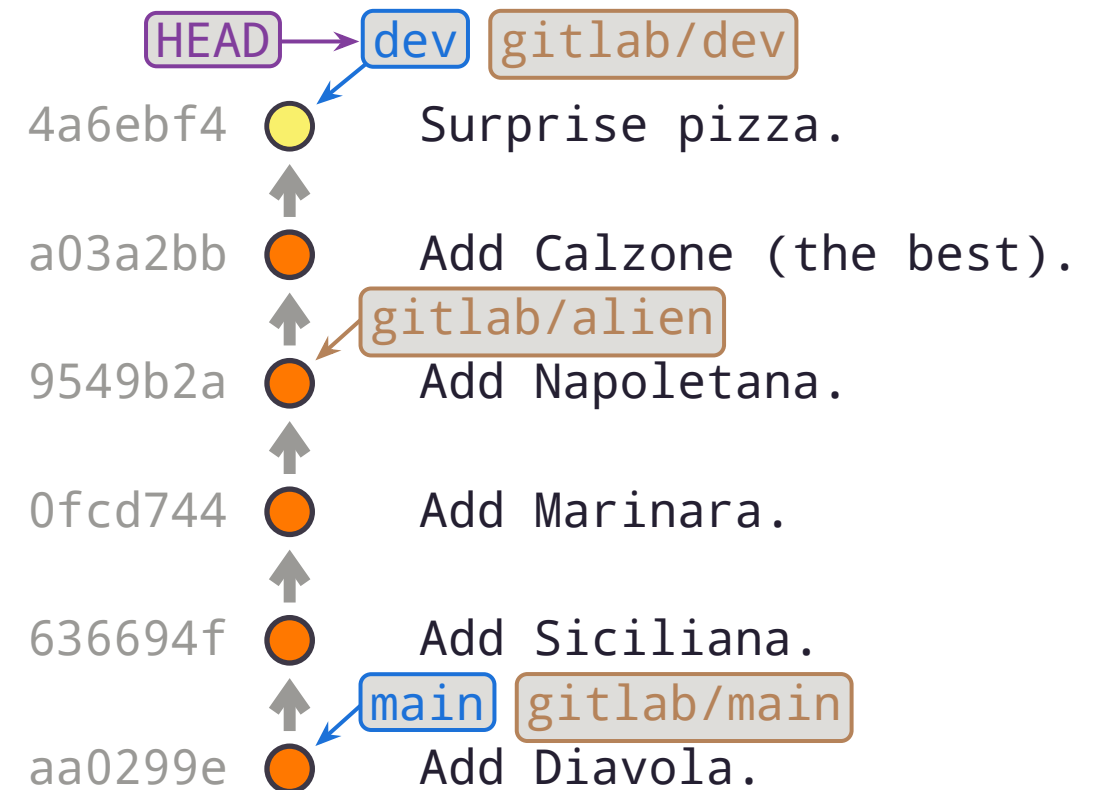 HEAD dev gitlab/dev
4a6ebf4 Surprise pizza.
a03a2bb Add Calzone (the best).
gitlab/alien
9549b2a Add Napoletana.
0fcd744 Add Marinara.
636694f Add Siciliana.
main gitlab/main
aa0299e Add Diavola.